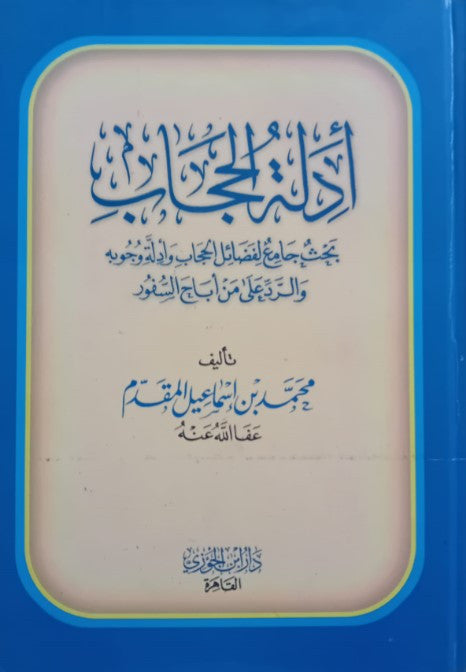 أدلة الحجاب
بحث جامع لفضائل الحجاب وأدلة وجوبه
والرد على من أباح السفور
تأليف
محمد بن إسماعيل المقدم
عفا الله عنه
دار ابن الجوزي
القاهرة